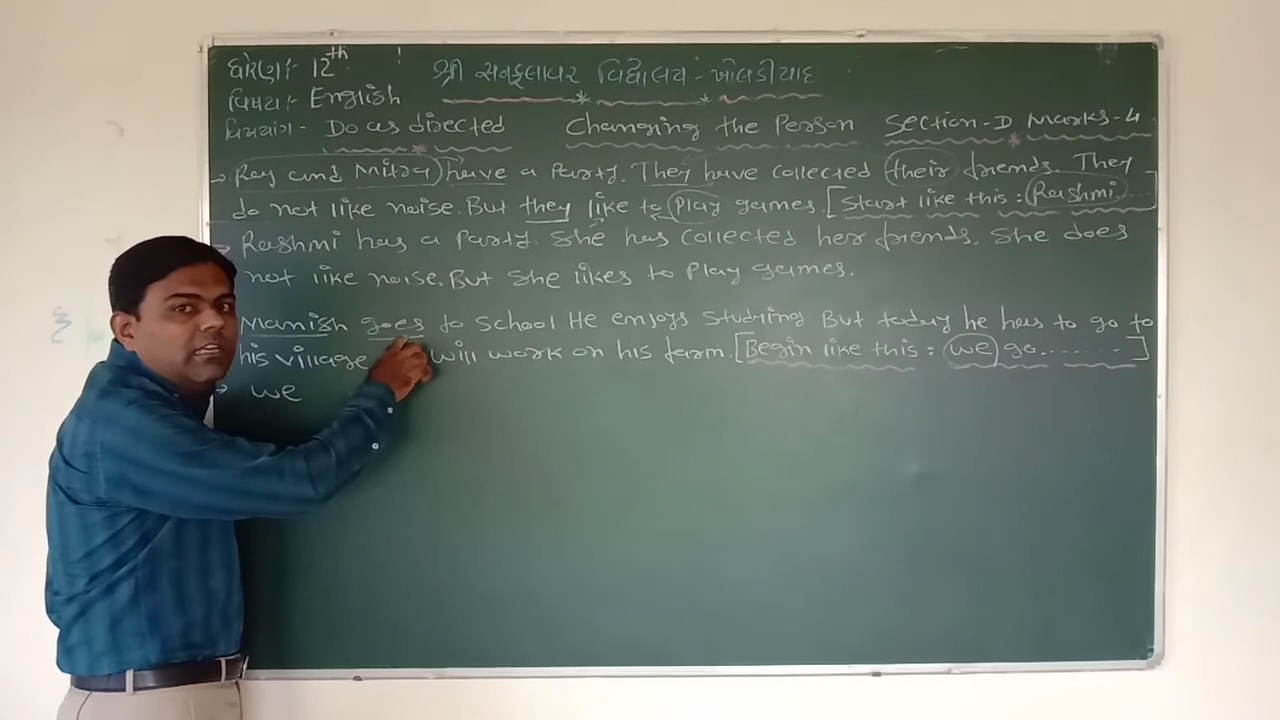 ધોરણ:- 12th
શ્રી સનફલાવર વિદ્યાલય - ખોલડીયાદ
વિષય:- English
વિભાગ- Do as directed Changing the Person Section-D Marks-4
→ Ray and Mitra have a Party. They have collected their friends. They
do not like noise. But they like to Play games. [Start like this : Rashmi.....]
→ Rashmi has a Party. She has collected her friends. She does
not like noise. But she likes to Play games.
Manish goes to School He enjoys Studying But today he has to go to
his village will work on his farm. [Begin like this : we go........]
→ we